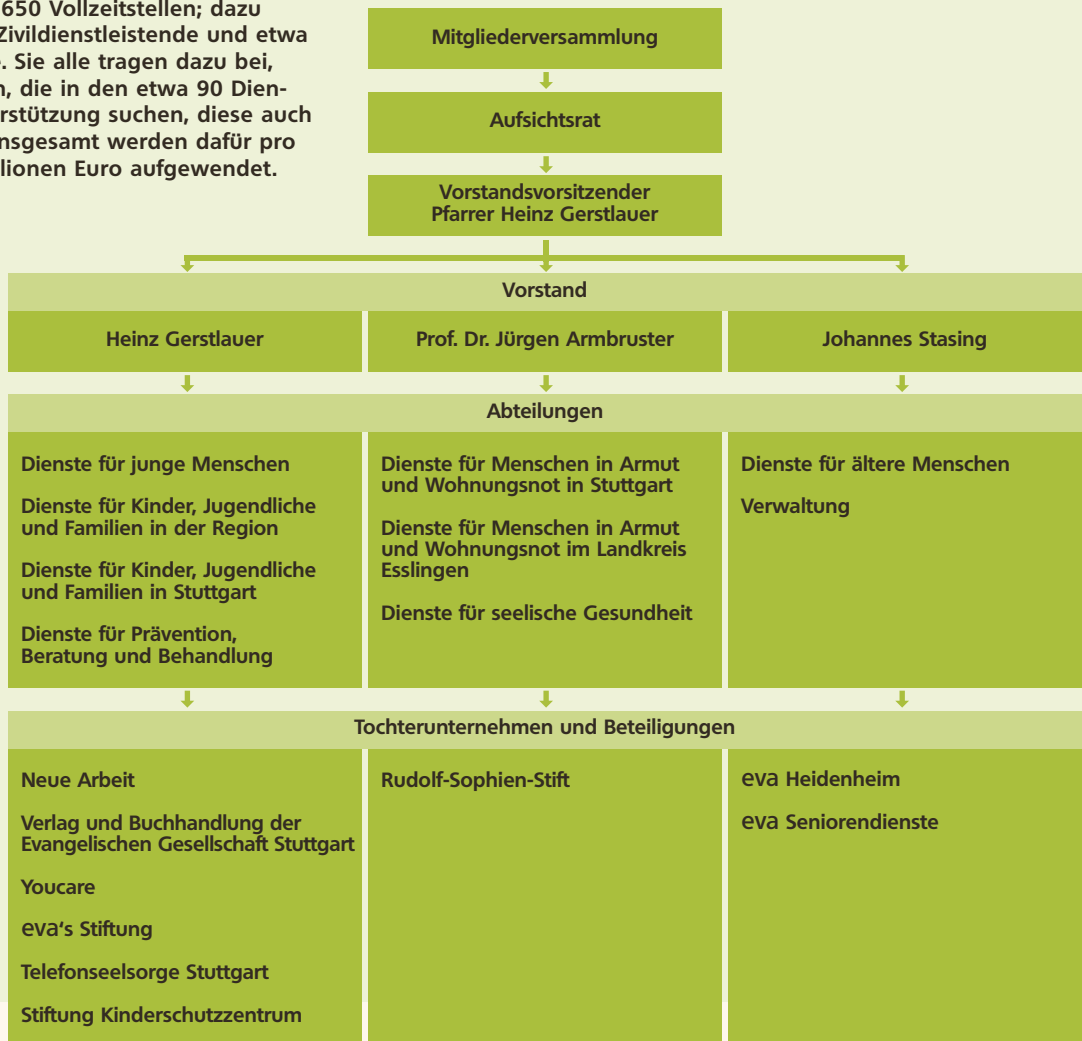 650 Vollzeitstellen; dazu
Zivildienstleistende und etwa
. Sie alle tragen dazu bei,
, die in den etwa 90 Dien-
suchen, diese auch
nsgesamt werden dafür pro
Euro aufgewendet.
Mitgliederversammlung
Aufsichtsrat
Vorstandsvorsitzender
Pfarrer Heinz Gerstlauer
Vorstand
Heinz Gerstlauer
Prof. Dr. Jürgen Armbruster
Johannes Stasing
Abteilungen
Dienste für junge Menschen
Dienste für Kinder, Jugendliche
und Familien in der Region
Dienste für Kinder, Jugendliche
und Familien in Stuttgart
Dienste für Prävention,
Beratung und Behandlung
Dienste für Menschen in Armut
und Wohnungsnot in Stuttgart
Dienste für Menschen in Armut
und Wohnungsnot im Landkreis
Esslingen
Dienste für seelische Gesundheit
Dienste für ältere Menschen
Verwaltung
Tochterunternehmen und Beteiligungen
Neue Arbeit
Verlag und Buchhandlung der
Evangelischen Gesellschaft Stuttgart
Youcare
eva‘s Stiftung
Telefonseelsorge Stuttgart
Stiftung Kinderschutzzentrum
Rudolf-Sophien-Stift
eva Heidenheim
eva Seniorendienste